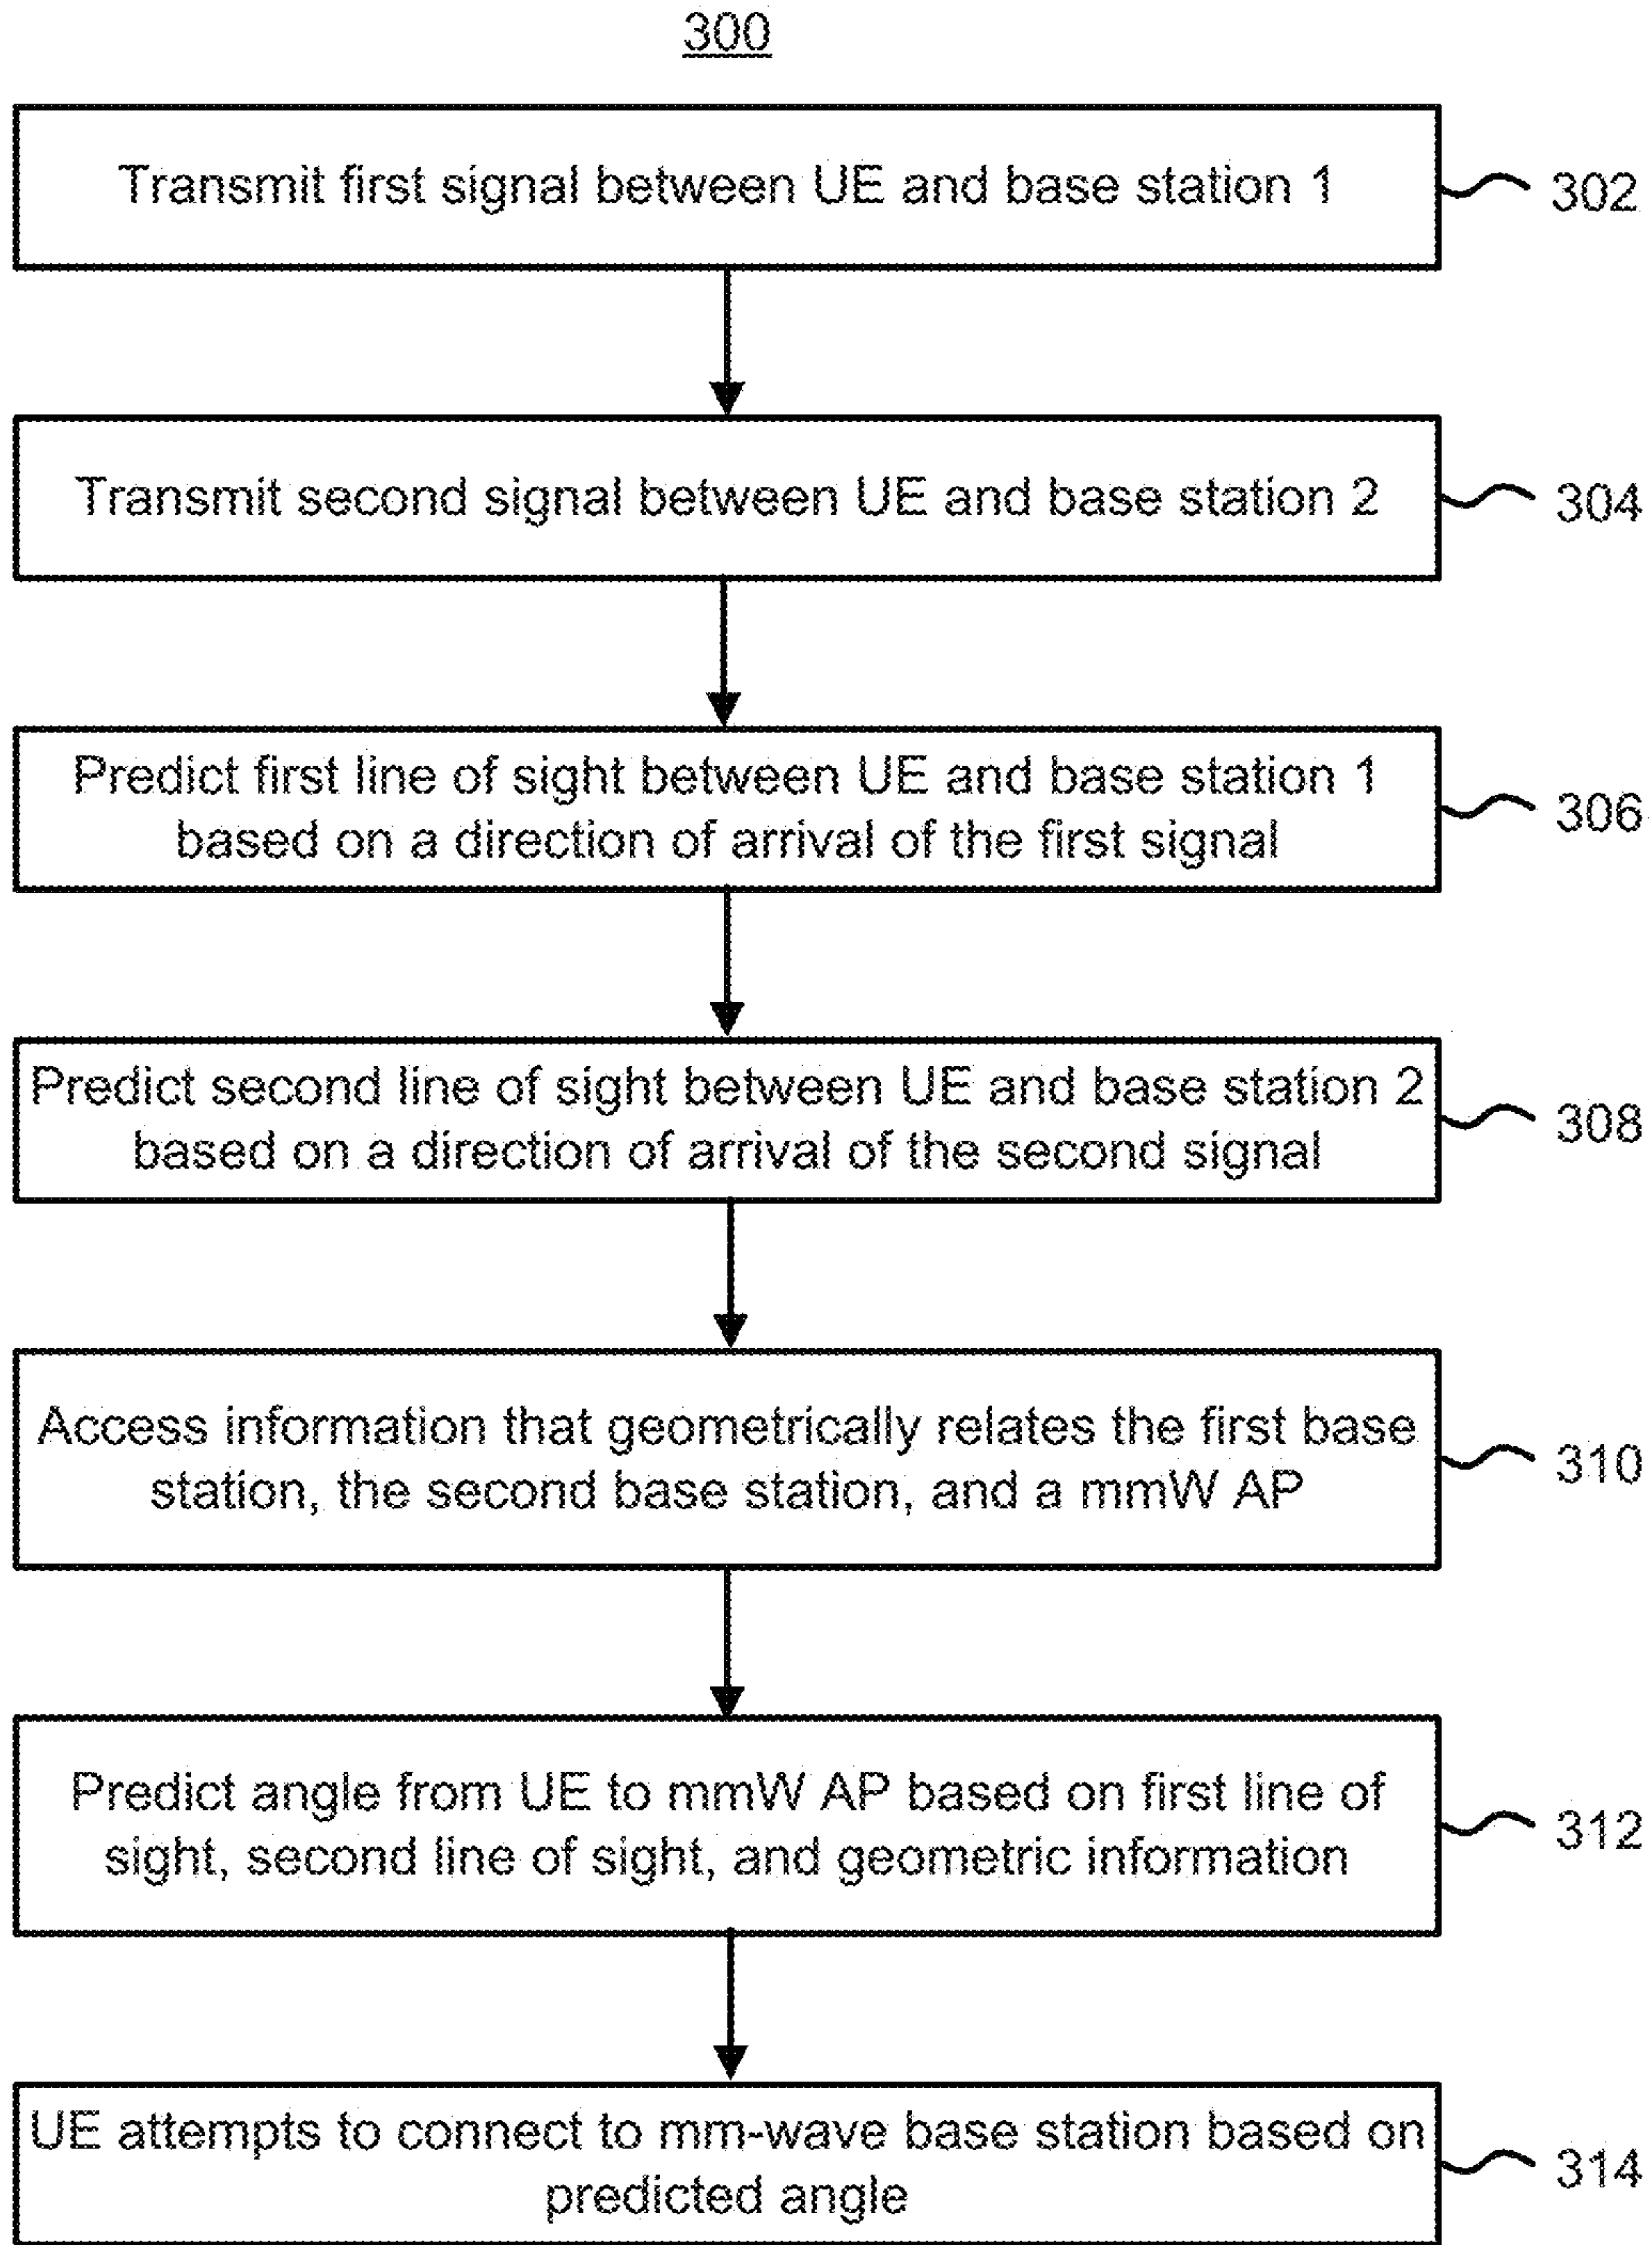 300
Transmit first signal between UE and base station 1
302
Transmit second signal between UE and base station 2
304
Predict first line of sight between UE and base station 1
based on a direction of arrival of the first signal
306
Predict second line of sight between UE and base station 2
based on a direction of arrival of the second signal
308
Access information that geometrically relates the first base
station, the second base station, and a mmW AP
310
Predict angle from UE to mmW AP based on first line of
sight, second line of sight, and geometric information
312
UE attempts to connect to mm-wave base station based on
predicted angle
314